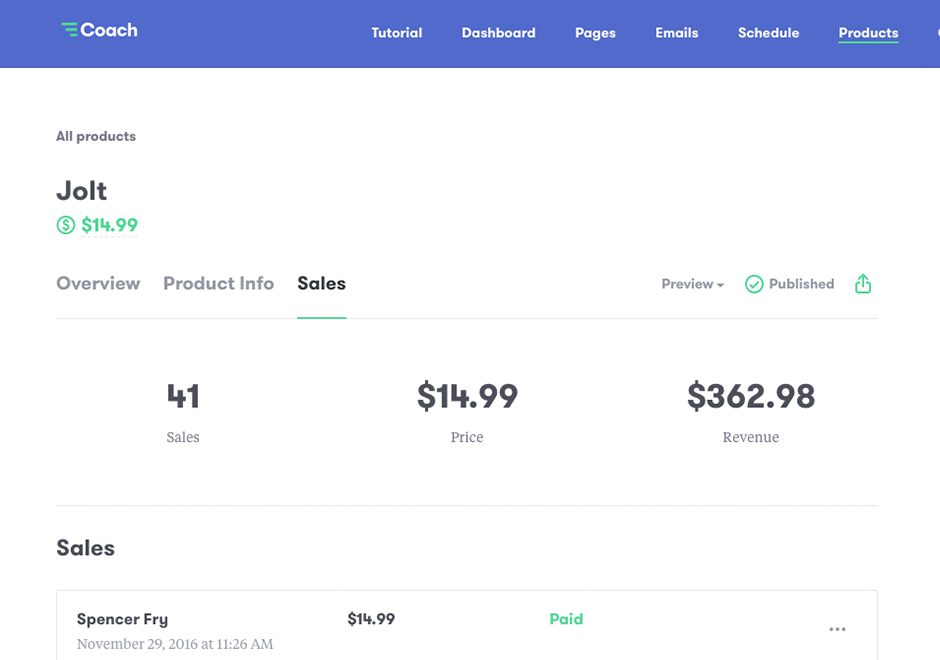 Coach Tutorial Dashboard Pages Emails Schedule Products
All products
Jolt
$14.99
Overview Product Info Sales Preview Published
41 $14.99 $362.98
Sales Price Revenue
Sales
Spencer Fry $14.99 Paid
November 29, 2016 at 11:26 AM